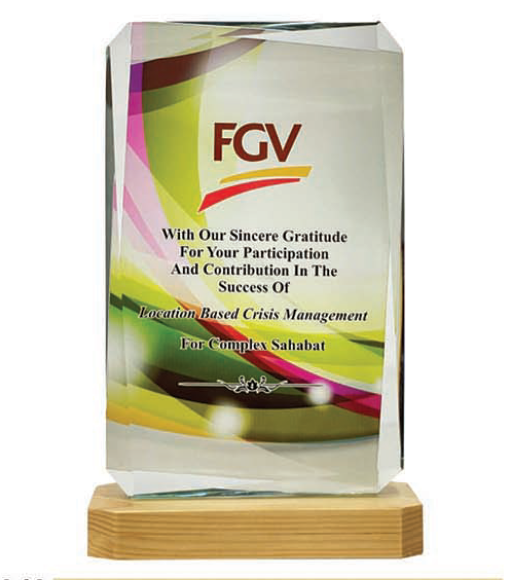 FGV
With Our Sincere Gratitude
For Your Participation
And Contribution In The
Success Of
Location Based Crisis Management
For Complex Sahabat